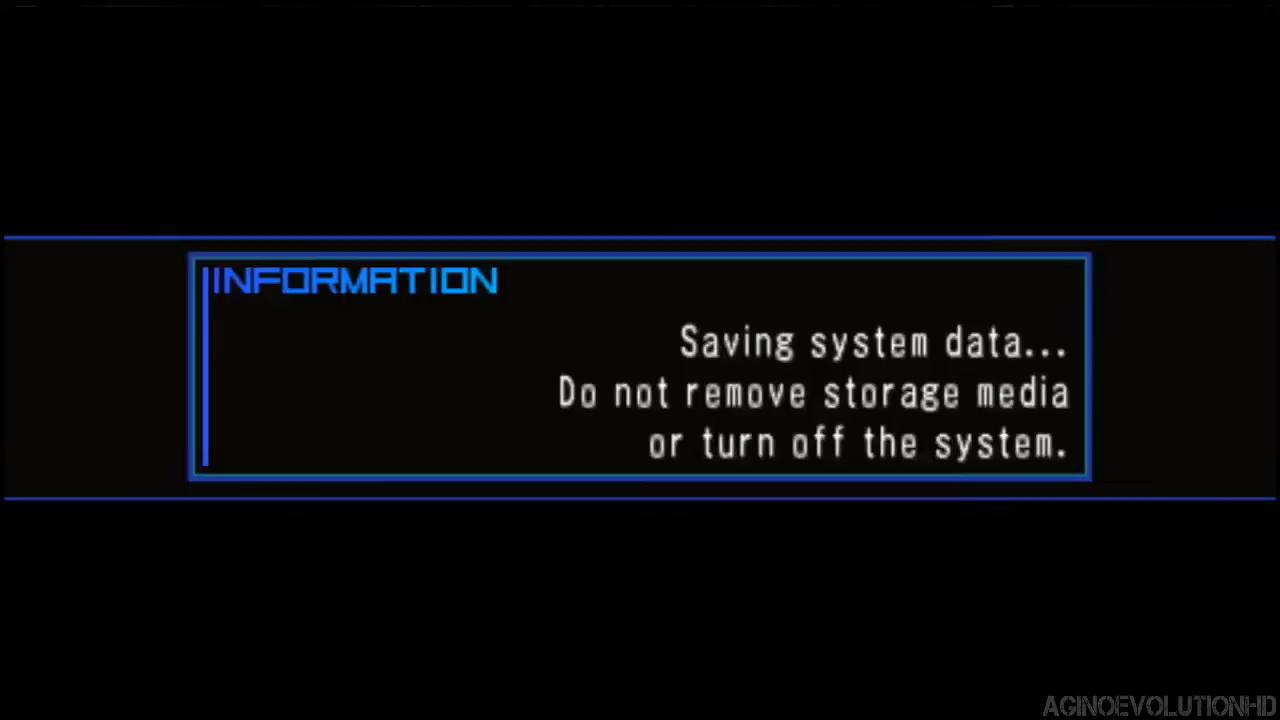 INFORMATION
Saving system data...
Do not remove storage media
or turn off the system.
AGINOEVOLUTIONHD